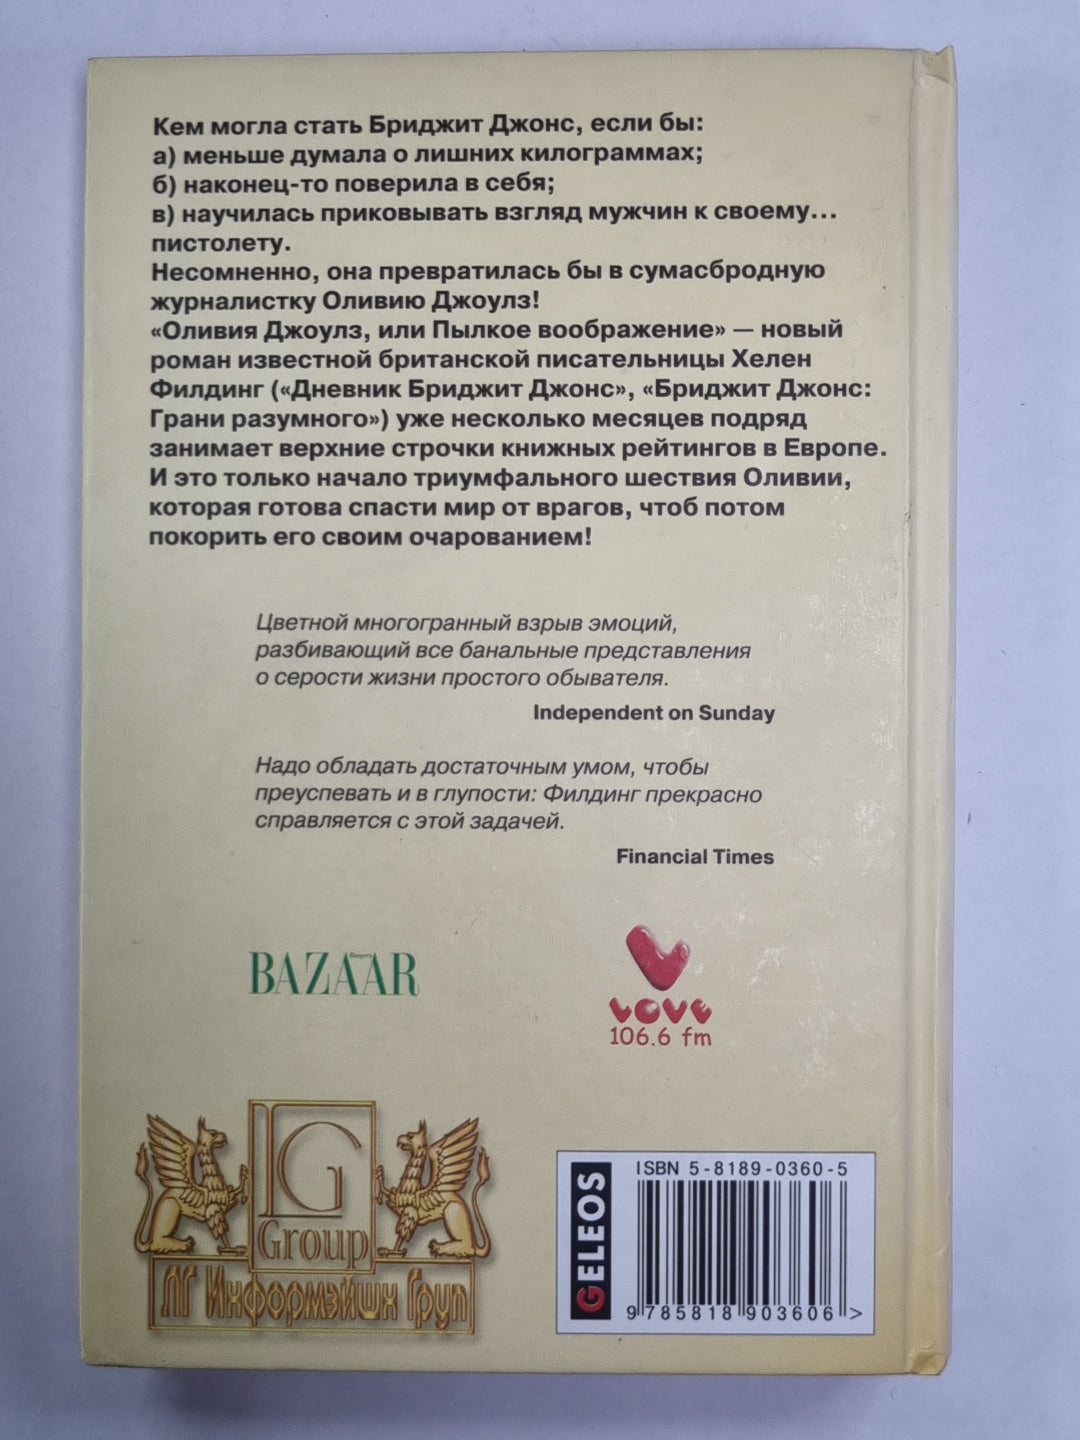 Кем могла стать Бриджит Джонс, если бы:
а) меньше думала о лишних килограммах;
б) наконец-то поверила в себя;
в) научилась приковывать взгляд мужчин к своему...
пистолету.
Несомненно, она превратилась бы в сумасбродную
журналистку Оливию Джоулз!
«Оливия Джоулз, или Пылкое воображение» — новый
роман известной британской писательницы Хелен
Филдинг («Дневник Бриджит Джонс», «Бриджит Джонс:
Грани разумного») уже несколько месяцев подряд
занимает верхние строчки книжных рейтингов в Европе.
И это только начало триумфального шествия Оливии,
которая готова спасти мир от врагов, чтоб потом
покорить его своим очарованием!
Цветной многогранный взрыв эмоций,
разбивающий все банальные представления
о серости жизни простого обывателя.
Independent on Sunday
Надо обладать достаточным умом, чтобы
преуспевать и в глупости: Филдинг прекрасно
справляется с этой задачей.
Financial Times
BAZAAR
LOVE
106.6 fm
LG
Group
ЛГ Информэйшн Груп
GELEOS
ISBN 5-8189-0360-5
9 785818 903606 >